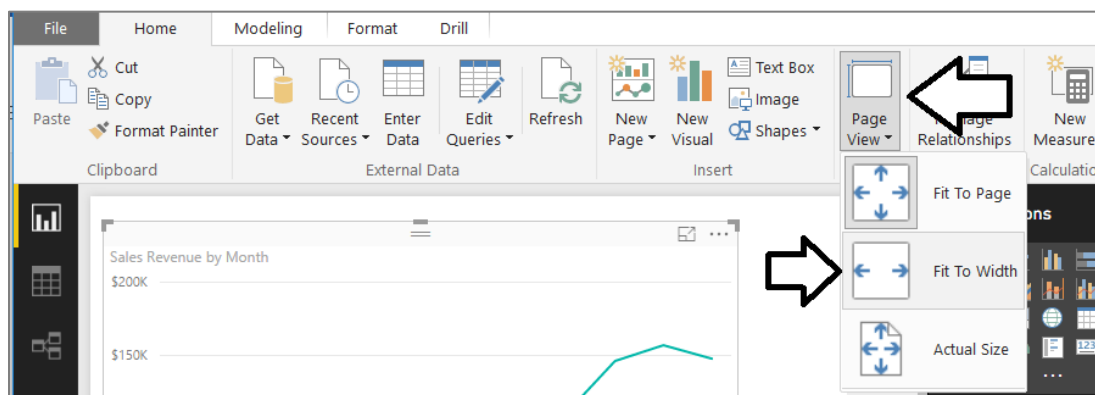 File Home Modeling Format Drill
Cut
Copy
Format Painter
Paste
Clipboard
Get Data
Recent Sources
Enter Data
Edit Queries
Refresh
External Data
New Page
New Visual
Text Box
Image
Shapes
Insert
Page View
Relationships
New Measure
Calculatio
Fit To Page
Fit To Width
Actual Size
ons
Sales Revenue by Month
$200K
$150K
123